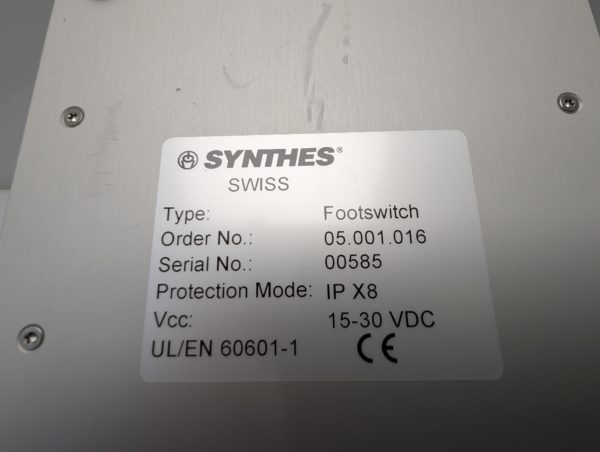 SYNTHES®
SWISS
Type: Footswitch
Order No.: 05.001.016
Serial No.: 00585
Protection Mode: IP X8
Vcc: 15-30 VDC
UL/EN 60601-1 CE